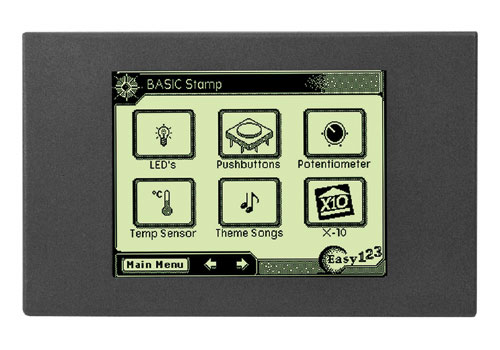 BASIC Stamp
LED's Pushbuttons Potentiometer
°C X10
Temp Sensor Theme Songs X-10
Main Menu Easy123